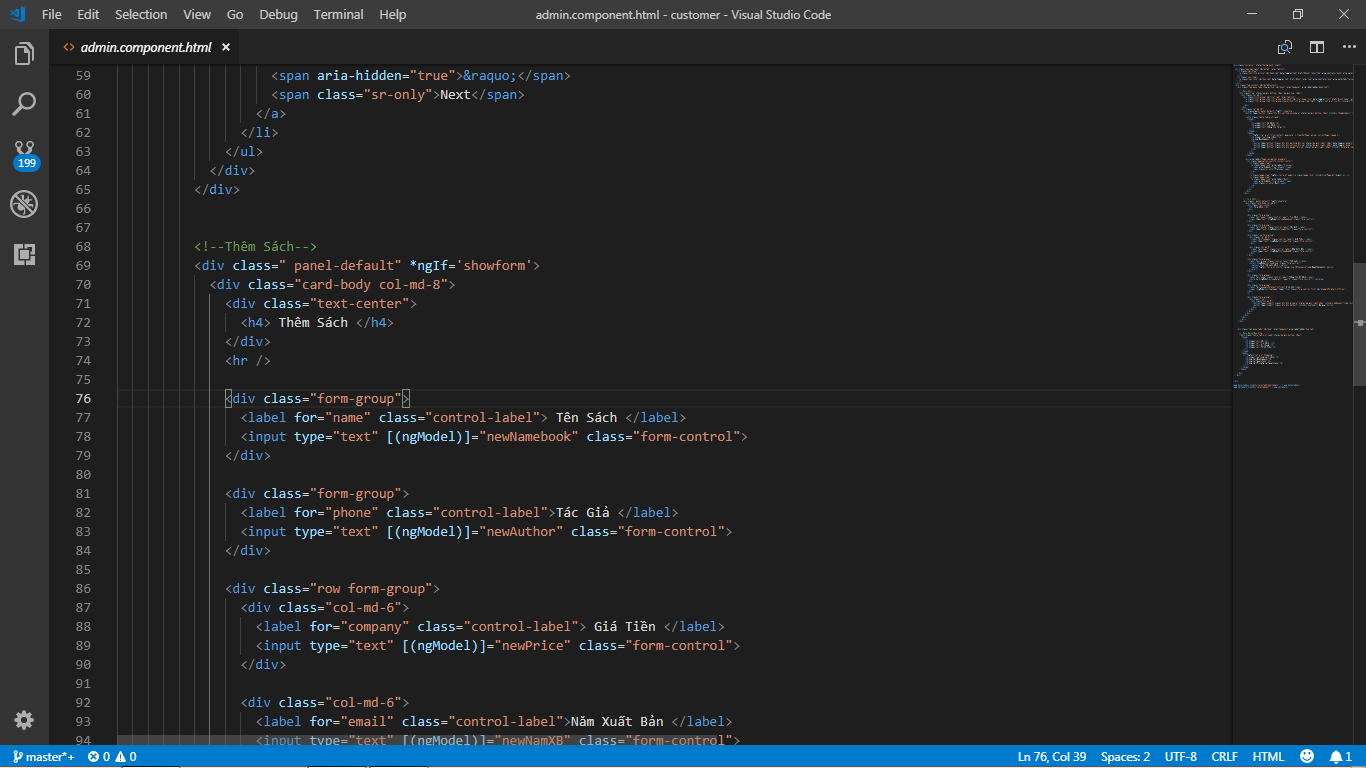 File Edit Selection View Go Debug Terminal Help admin.component.html - customer - Visual Studio Code
<> admin.component.html ×
59 <span aria-hidden="true">&raquo;</span>
60 <span class="sr-only">Next</span>
61 </a>
62 </li>
63 </ul>
64 </div>
65 </div>
66
67
68 <!--Thêm Sách-->
69 <div class=" panel-default" *ngIf='showform'>
70 <div class="card-body col-md-8">
71 <div class="text-center">
72 <h4> Thêm Sách </h4>
73 </div>
74 <hr />
75
76 <div class="form-group">
77 <label for="name" class="control-label"> Tên Sách </label>
78 <input type="text" [(ngModel)]="newNamebook" class="form-control">
79 </div>
80
81 <div class="form-group">
82 <label for="phone" class="control-label">Tác Giả </label>
83 <input type="text" [(ngModel)]="newAuthor" class="form-control">
84 </div>
85
86 <div class="row form-group">
87 <div class="col-md-6">
88 <label for="company" class="control-label"> Giá Tiền </label>
89 <input type="text" [(ngModel)]="newPrice" class="form-control">
90 </div>
91
92 <div class="col-md-6">
93 <label for="email" class="control-label">Năm Xuất Bản </label>
94 <input type="text" [(ngModel)]="newNamXB" class="form-control">
199
master*+ 0 0 Ln 76, Col 39 Spaces: 2 UTF-8 CRLF HTML 1